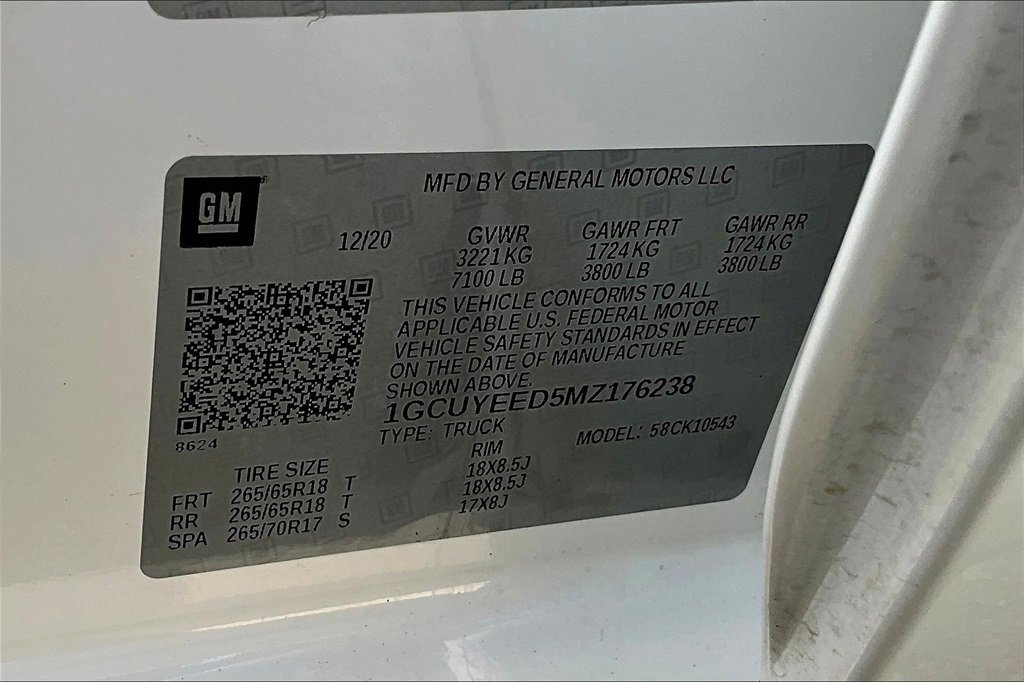 GM
MFD BY GENERAL MOTORS LLC
12/20
GVWR GAWR FRT GAWR RR
3221 KG 1724 KG 1724 KG
7100 LB 3800 LB 3800 LB
THIS VEHICLE CONFORMS TO ALL
APPLICABLE U.S. FEDERAL MOTOR
VEHICLE SAFETY STANDARDS IN EFFECT
ON THE DATE OF MANUFACTURE
SHOWN ABOVE.
1GCUYEED5MZ176238
8624
TYPE: TRUCK MODEL: 58CK10543
TIRE SIZE RIM
FRT 265/65R18 T 18X8.5J
RR 265/65R18 T 18X8.5J
SPA 265/70R17 S 17X8J